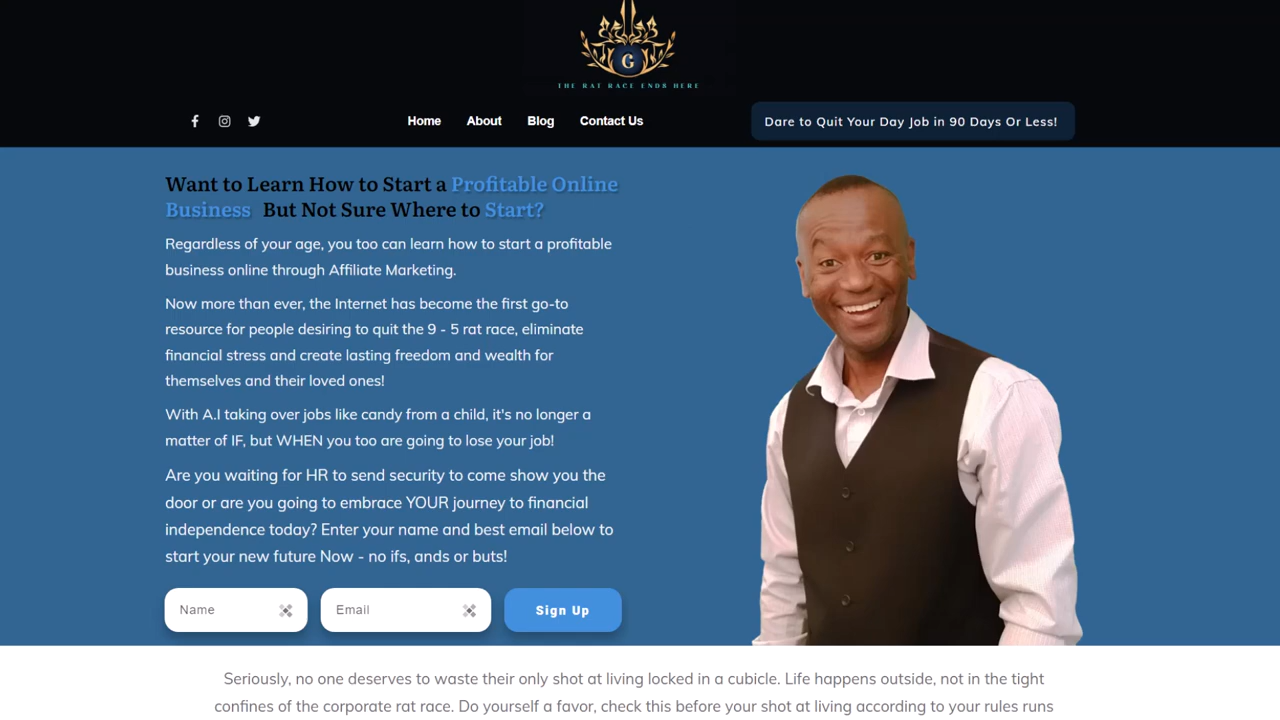 G
THE RAT RACE ENDS HERE
Home About Blog Contact Us
Dare to Quit Your Day Job in 90 Days Or Less!
Want to Learn How to Start a Profitable Online
Business But Not Sure Where to Start?
Regardless of your age, you too can learn how to start a profitable
business online through Affiliate Marketing.
Now more than ever, the Internet has become the first go-to
resource for people desiring to quit the 9 - 5 rat race, eliminate
financial stress and create lasting freedom and wealth for
themselves and their loved ones!
With A.I taking over jobs like candy from a child, it's no longer a
matter of IF, but WHEN you too are going to lose your job!
Are you waiting for HR to send security to come show you the
door or are you going to embrace YOUR journey to financial
independence today? Enter your name and best email below to
start your new future Now - no ifs, ands or buts!
Name Email Sign Up
Seriously, no one deserves to waste their only shot at living locked in a cubicle. Life happens outside, not in the tight
confines of the corporate rat race. Do yourself a favor, check this before your shot at living according to your rules runs